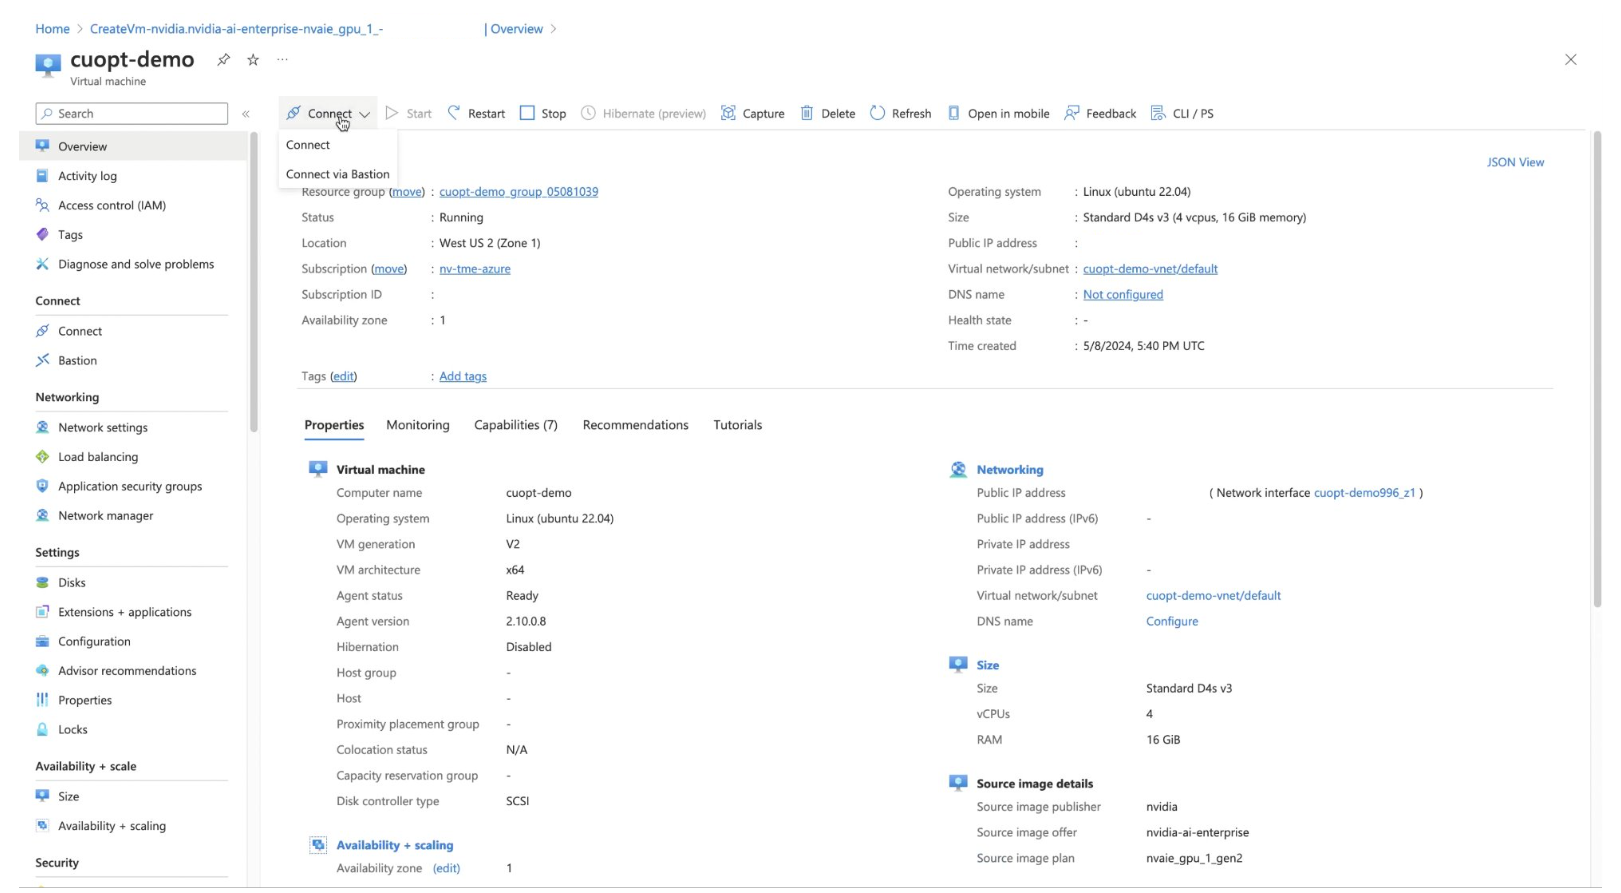 Home > CreateVm-nvidia.nvidia-ai-enterprise-nvaie_gpu_1_- | Overview >
cuopt-demo
Virtual machine
Search
Connect
Start
Restart
Stop
Hibernate (preview)
Capture
Delete
Refresh
Open in mobile
Feedback
CLI / PS
Connect
Connect via Bastion
Overview
Activity log
Access control (IAM)
Tags
Diagnose and solve problems
Connect
Connect
Bastion
Networking
Network settings
Load balancing
Application security groups
Network manager
Settings
Disks
Extensions + applications
Configuration
Advisor recommendations
Properties
Locks
Availability + scale
Size
Availability + scaling
Security
JSON View
Resource group (move) : cuopt-demo_group_05081039
Status : Running
Location : West US 2 (Zone 1)
Subscription (move) : nv-tme-azure
Subscription ID :
Availability zone : 1
Operating system : Linux (ubuntu 22.04)
Size : Standard D4s v3 (4 vcpus, 16 GiB memory)
Public IP address :
Virtual network/subnet : cuopt-demo-vnet/default
DNS name : Not configured
Health state : -
Time created : 5/8/2024, 5:40 PM UTC
Tags (edit) : Add tags
Properties
Monitoring
Capabilities (7)
Recommendations
Tutorials
Virtual machine
Computer name cuopt-demo
Operating system Linux (ubuntu 22.04)
VM generation V2
VM architecture x64
Agent status Ready
Agent version 2.10.0.8
Hibernation Disabled
Host group -
Host -
Proximity placement group -
Colocation status N/A
Capacity reservation group -
Disk controller type SCSI
Availability + scaling
Availability zone (edit) 1
Networking
Public IP address ( Network interface cuopt-demo996_z1 )
Public IP address (IPv6) -
Private IP address
Private IP address (IPv6) -
Virtual network/subnet cuopt-demo-vnet/default
DNS name Configure
Size
Size Standard D4s v3
vCPUs 4
RAM 16 GiB
Source image details
Source image publisher nvidia
Source image offer nvidia-ai-enterprise
Source image plan nvaie_gpu_1_gen2